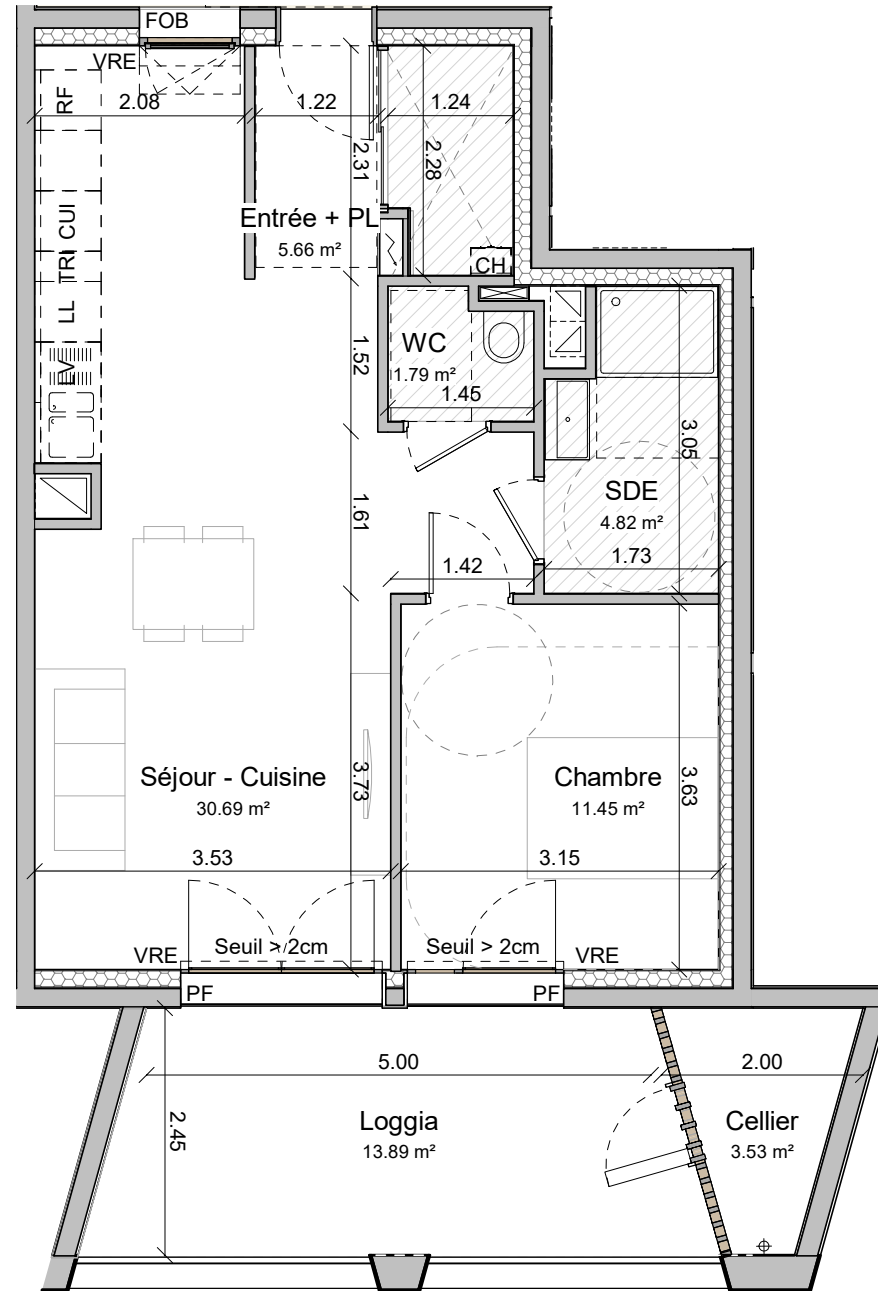 FOB
VRE
RF
2.08
1.22
1.24
2.31
2.28
Entrée + PL
5.66 m²
CUI
TRI
CH
LL
WC
1.79 m²
1.52
1.45
LV
3.05
SDE
4.82 m²
1.61
1.42
1.73
Séjour - Cuisine
30.69 m²
3.73
Chambre
11.45 m²
3.63
3.53
3.15
VRE
Seuil > 2cm
Seuil > 2cm
VRE
PF
PF
5.00
2.00
2.45
Loggia
13.89 m²
Cellier
3.53 m²